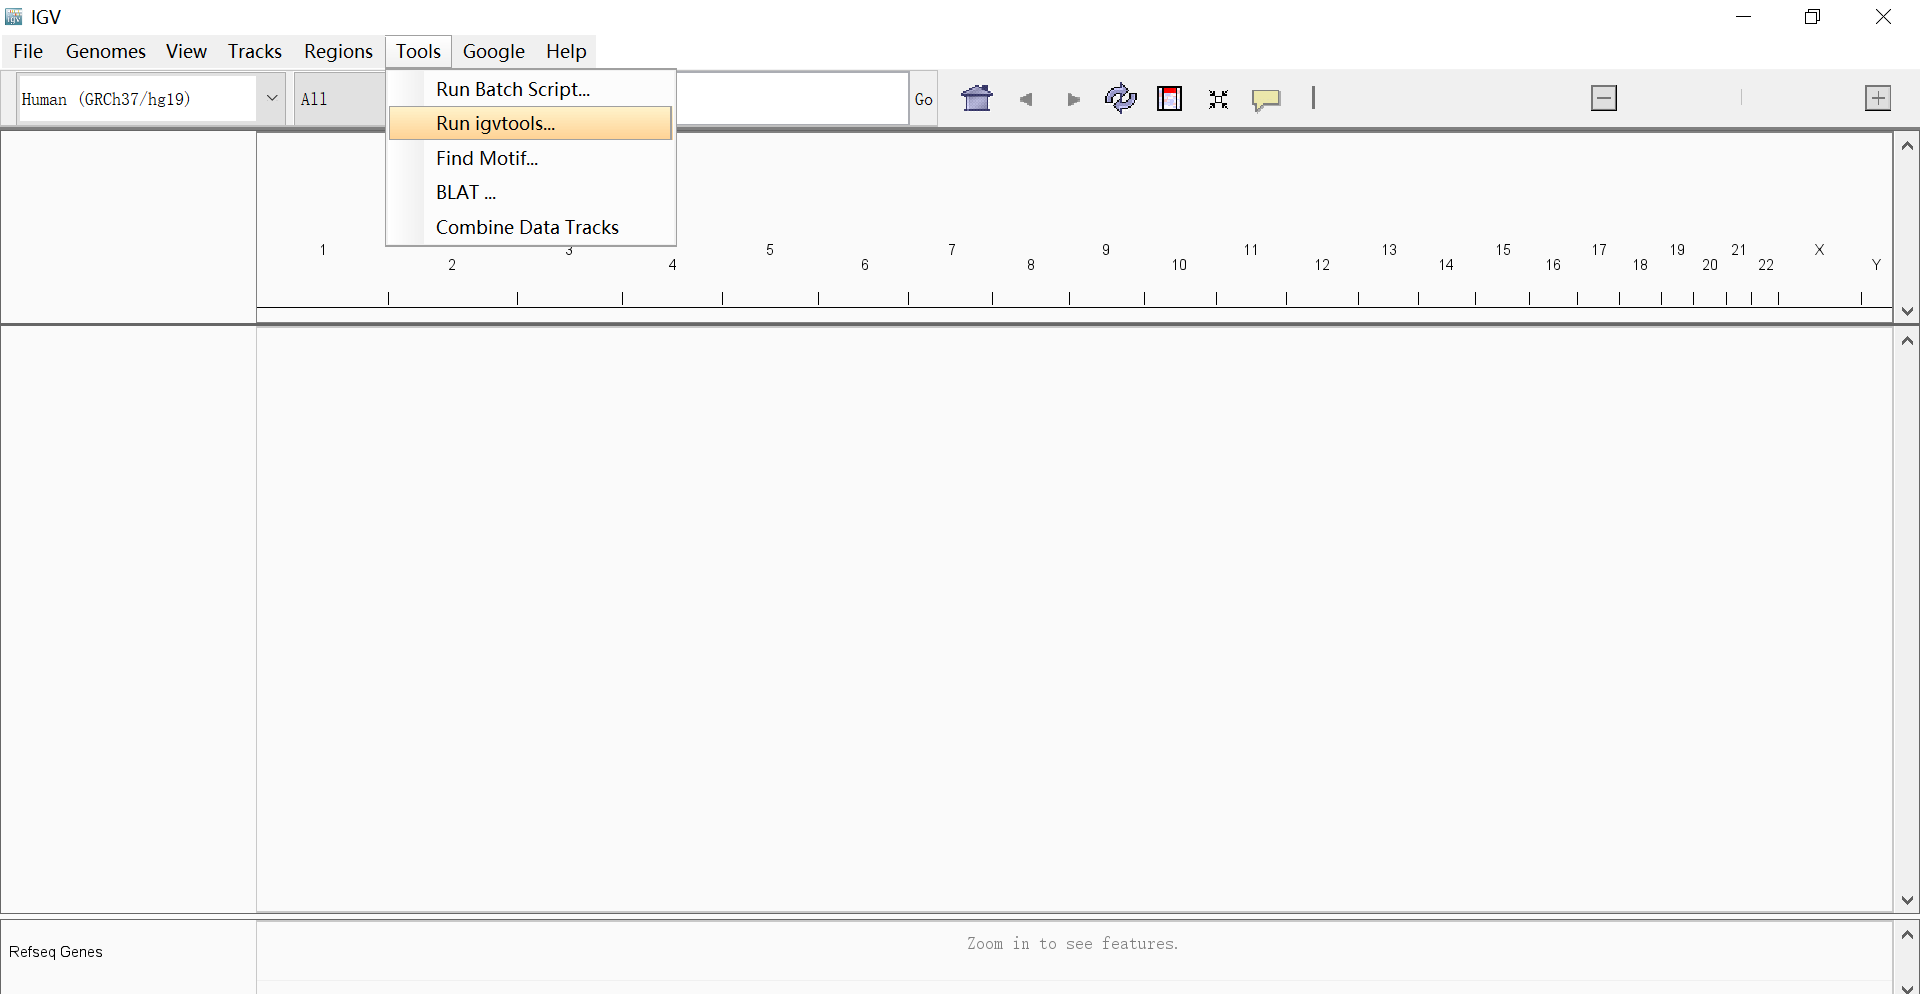 IGV
File Genomes View Tracks Regions Tools Google Help
Human (GRCh37/hg19) All Go
Run Batch Script...
Run igvtools...
Find Motif...
BLAT ...
Combine Data Tracks
1 3 5 7 9 11 13 15 17 19 21 X
2 4 6 8 10 12 14 16 18 20 22 Y
Zoom in to see features.
Refseq Genes